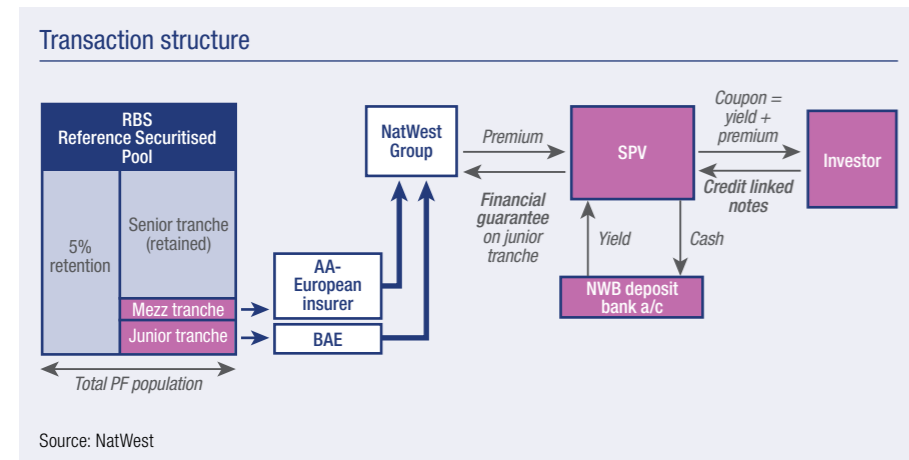 Transaction structure
RBS
Reference Securitised
Pool
5%
retention
Senior tranche
(retained)
Mezz tranche
Junior tranche
Total PF population
AA-
European
insurer
BAE
NatWest
Group
Premium
Financial
guarantee
on junior
tranche
SPV
Yield
Cash
NWB deposit
bank a/c
Coupon =
yield +
premium
Credit linked
notes
Investor
Source: NatWest